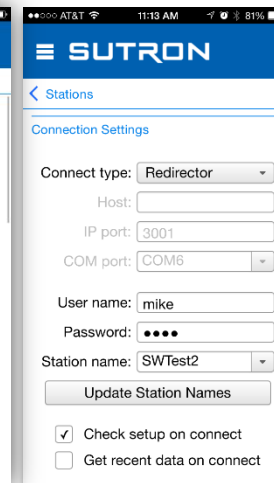 AT&T 11:13 AM 81%
SUTRON
Stations
Connection Settings
Connect type: Redirector
Host:
IP port: 3001
COM port: COM6
User name: mike
Password: ●●●●
Station name: SWTest2
Update Station Names
Check setup on connect
Get recent data on connect